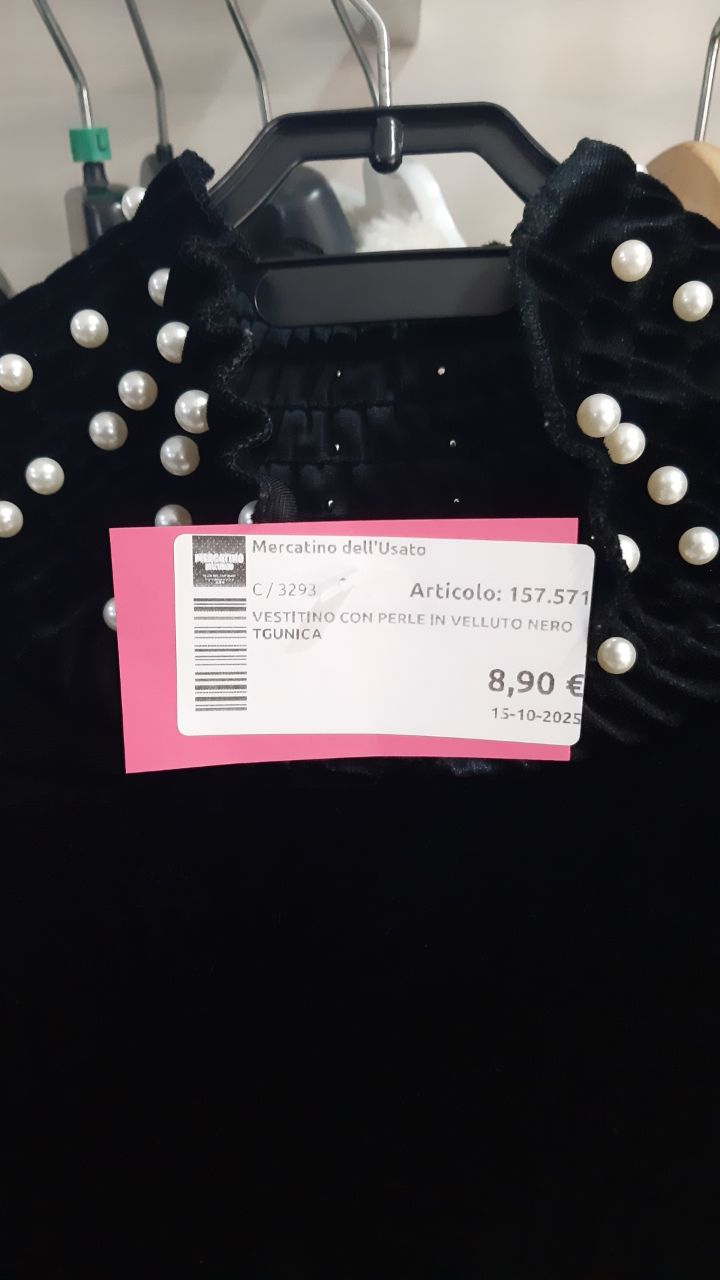 MERCATINO
Mercatino dell'Usato
C / 3293
Articolo: 157.571
VESTITINO CON PERLE IN VELLUTO NERO
TGUNICA
8,90 €
15-10-2025